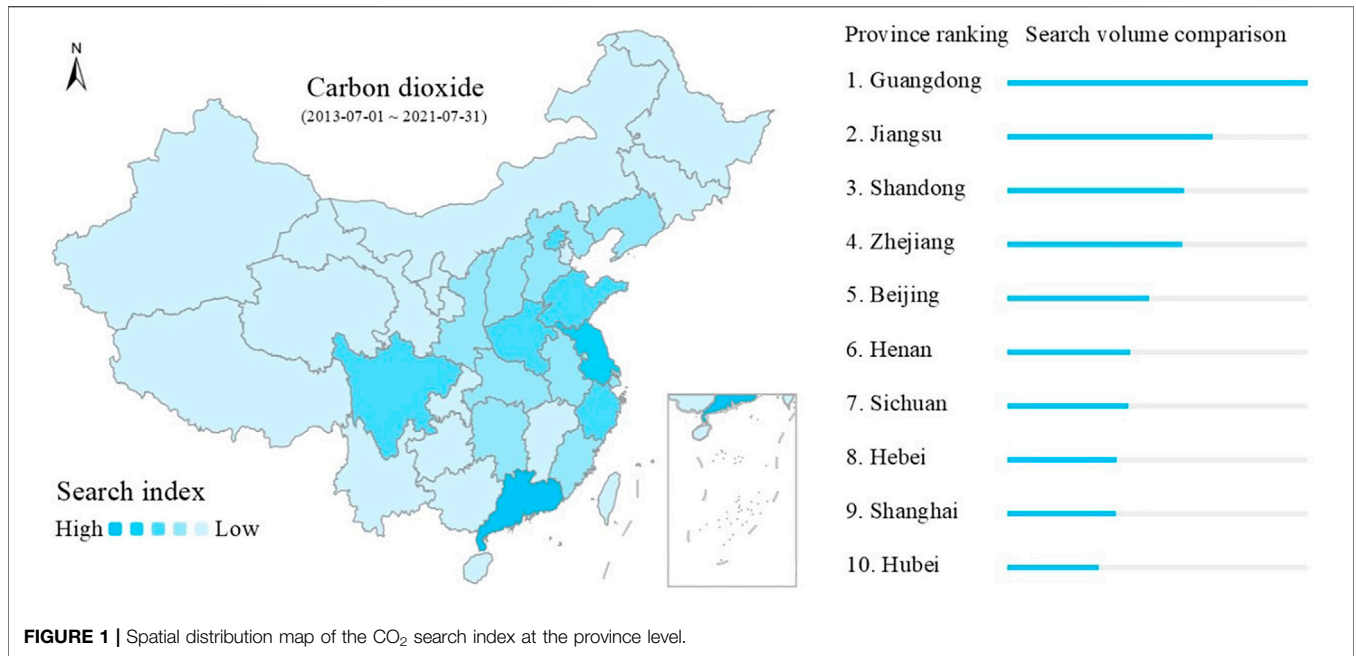 N
Carbon dioxide
(2013-07-01 ~ 2021-07-31)
Search index
High Low
Province ranking Search volume comparison
1. Guangdong
2. Jiangsu
3. Shandong
4. Zhejiang
5. Beijing
6. Henan
7. Sichuan
8. Hebei
9. Shanghai
10. Hubei
FIGURE 1 | Spatial distribution map of the CO₂ search index at the province level.